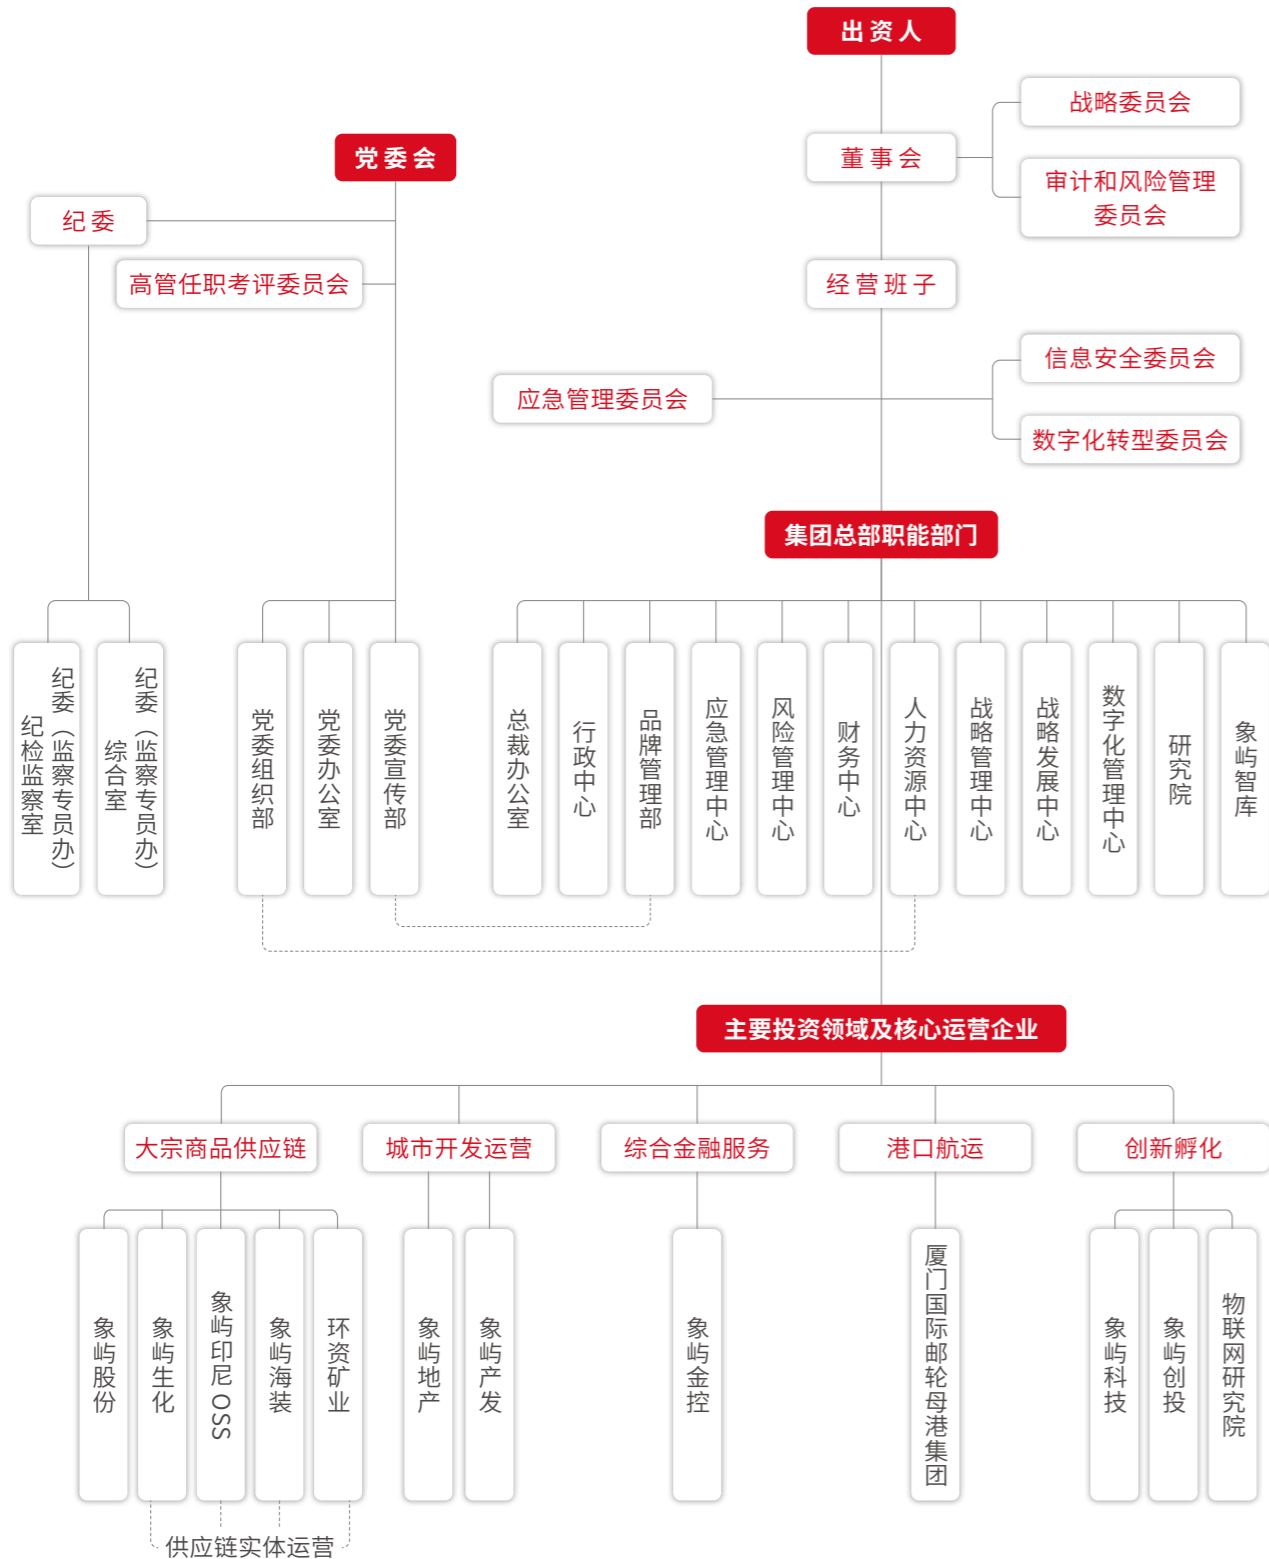 出资人
战略委员会
党委会
董事会
审计和风险管理
委员会
纪委
高管任职考评委员会
经营班子
信息安全委员会
应急管理委员会
数字化转型委员会
集团总部职能部门
纪委（监察专员办）
纪检监察室
纪委（监察专员办）
综合室
党委组织部
党委办公室
党委宣传部
总裁办公室
行政中心
品牌管理部
应急管理中心
风险管理中心
财务中心
人力资源中心
战略管理中心
战略发展中心
数字化管理中心
研究院
象屿智库
主要投资领域及核心运营企业
大宗商品供应链
城市开发运营
综合金融服务
港口航运
创新孵化
象屿股份
象屿生化
象屿印尼 OSS
象屿海装
环资矿业
象屿地产
象屿产发
象屿金控
厦门国际邮轮母港集团
象屿科技
象屿创投
物联网研究院
供应链实体运营